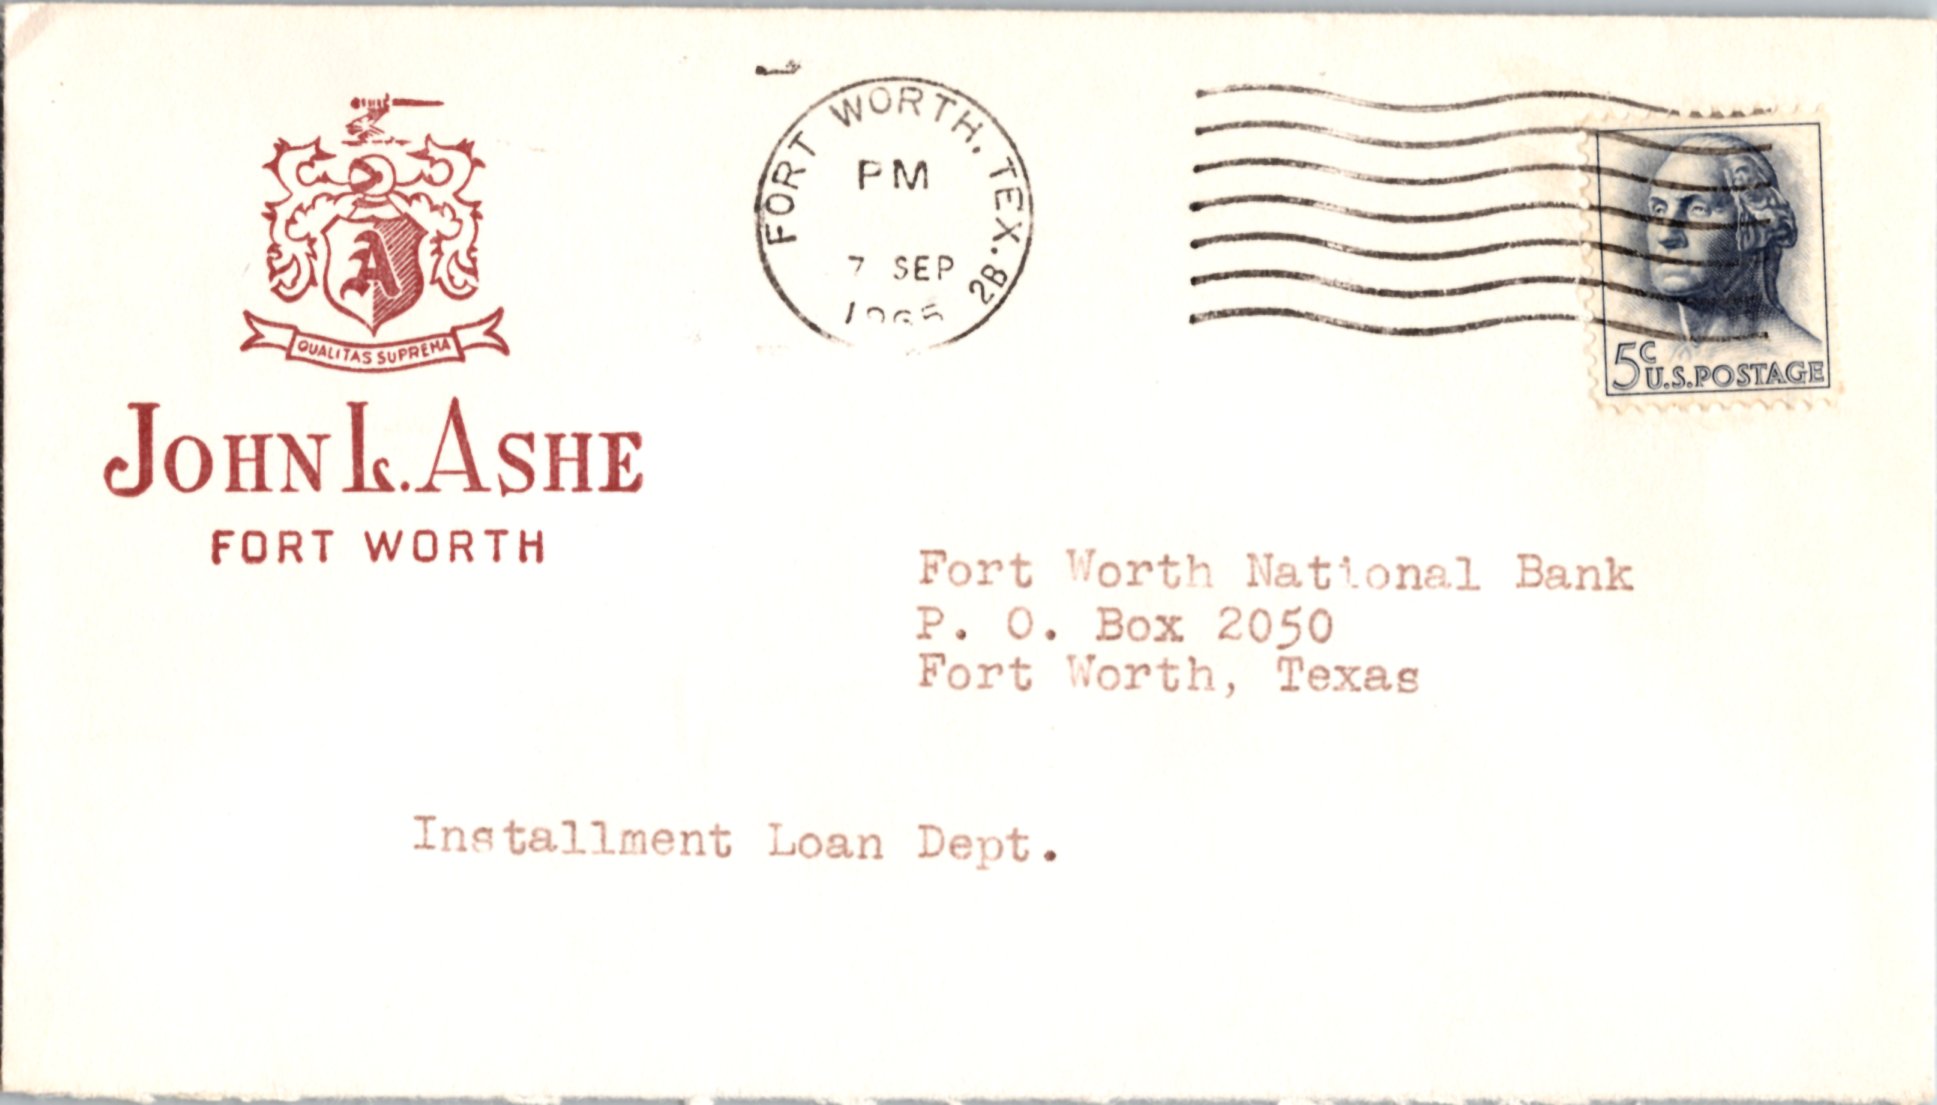 A
QUALITAS SUPREMA
JOHN L. ASHE
FORT WORTH
FORT WORTH, TEX. 2B
PM
7 SEP
1965
5c
U.S. POSTAGE
Fort Worth National Bank
P. O. Box 2050
Fort Worth, Texas
Installment Loan Dept.